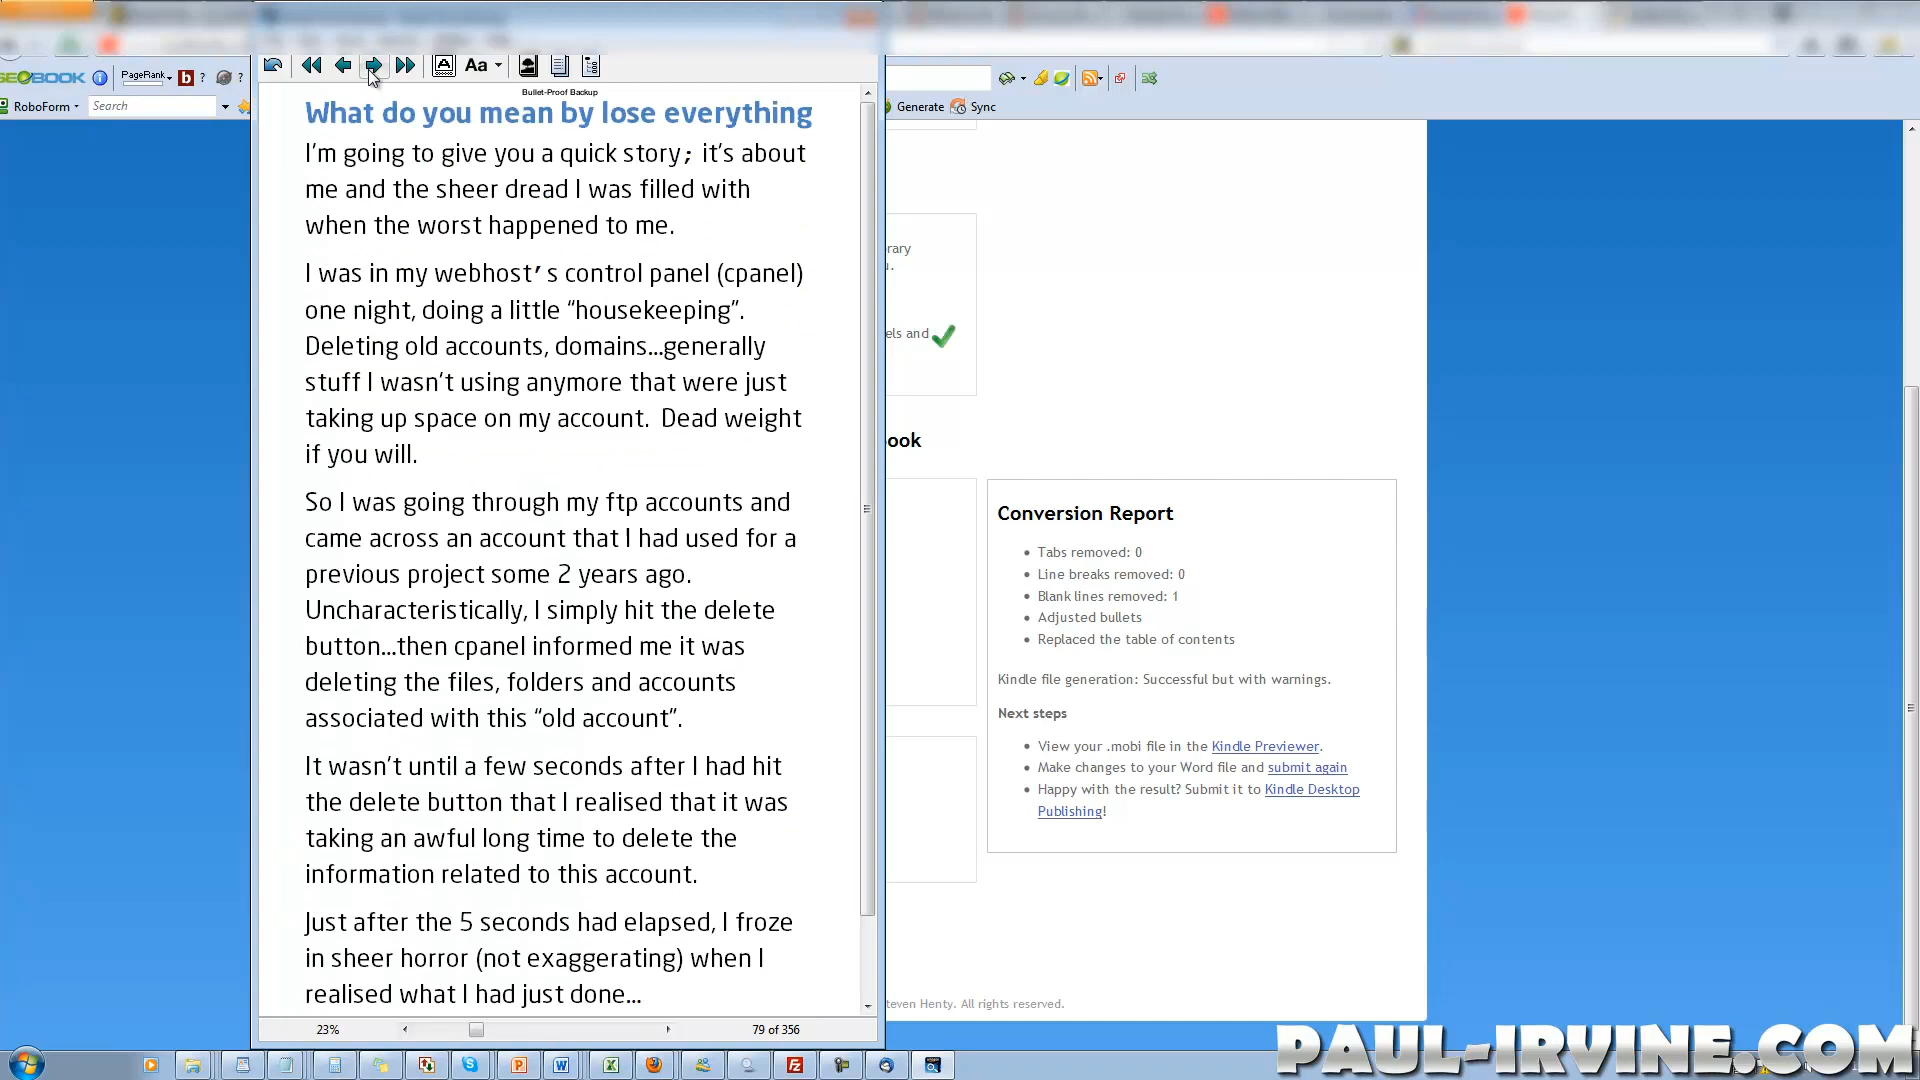 SEOBOOK
PageRank
b ?
?
RoboForm
Search
Generate
Sync
Aa
Bullet-Proof Backup
What do you mean by lose everything
I'm going to give you a quick story; it's about
me and the sheer dread I was filled with
when the worst happened to me.
I was in my webhost's control panel (cpanel)
one night, doing a little “housekeeping”.
Deleting old accounts, domains...generally
stuff I wasn't using anymore that were just
taking up space on my account. Dead weight
if you will.
So I was going through my ftp accounts and
came across an account that I had used for a
previous project some 2 years ago.
Uncharacteristically, I simply hit the delete
button...then cpanel informed me it was
deleting the files, folders and accounts
associated with this “old account”.
It wasn't until a few seconds after I had hit
the delete button that I realised that it was
taking an awful long time to delete the
information related to this account.
Just after the 5 seconds had elapsed, I froze
in sheer horror (not exaggerating) when I
realised what I had just done...
23%
79 of 356
rary
u.
els and
ook
Conversion Report
• Tabs removed: 0
• Line breaks removed: 0
• Blank lines removed: 1
• Adjusted bullets
• Replaced the table of contents
Kindle file generation: Successful but with warnings.
Next steps
• View your .mobi file in the Kindle Previewer.
• Make changes to your Word file and submit again
• Happy with the result? Submit it to Kindle Desktop
Publishing!
teven Henty. All rights reserved.
PAUL-IRVINE.COM